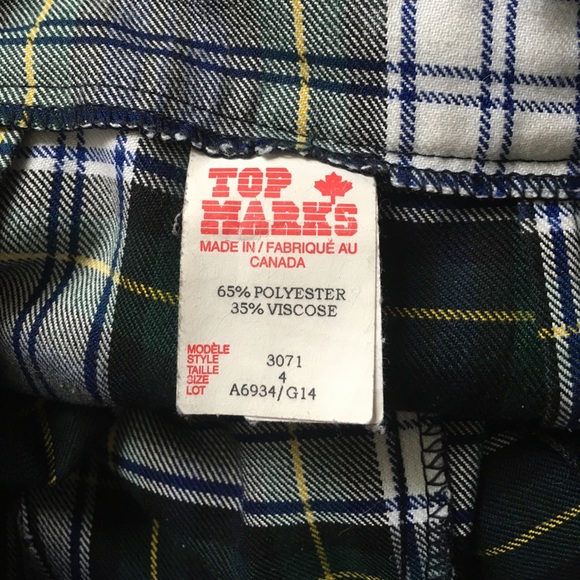 TOP
MARKS
MADE IN / FABRIQUÉ AU
CANADA
65% POLYESTER
35% VISCOSE
MODÈLE
STYLE 3071
TAILLE
SIZE 4
LOT A6934/G14